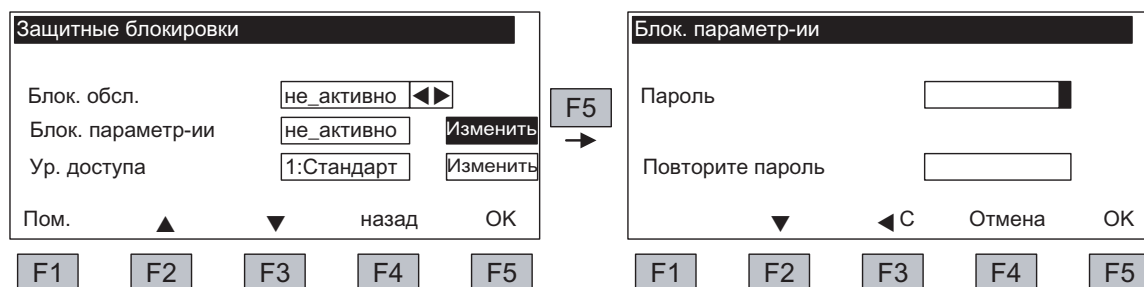 Защитные блокировки
Блок. обсл. не_активно
Блок. параметр-ии не_активно Изменить
Ур. доступа 1:Стандарт Изменить
Пом. назад OK
F1 F2 F3 F4 F5
F5
Блок. параметр-ии
Пароль
Повторите пароль
C Отмена OK
F1 F2 F3 F4 F5